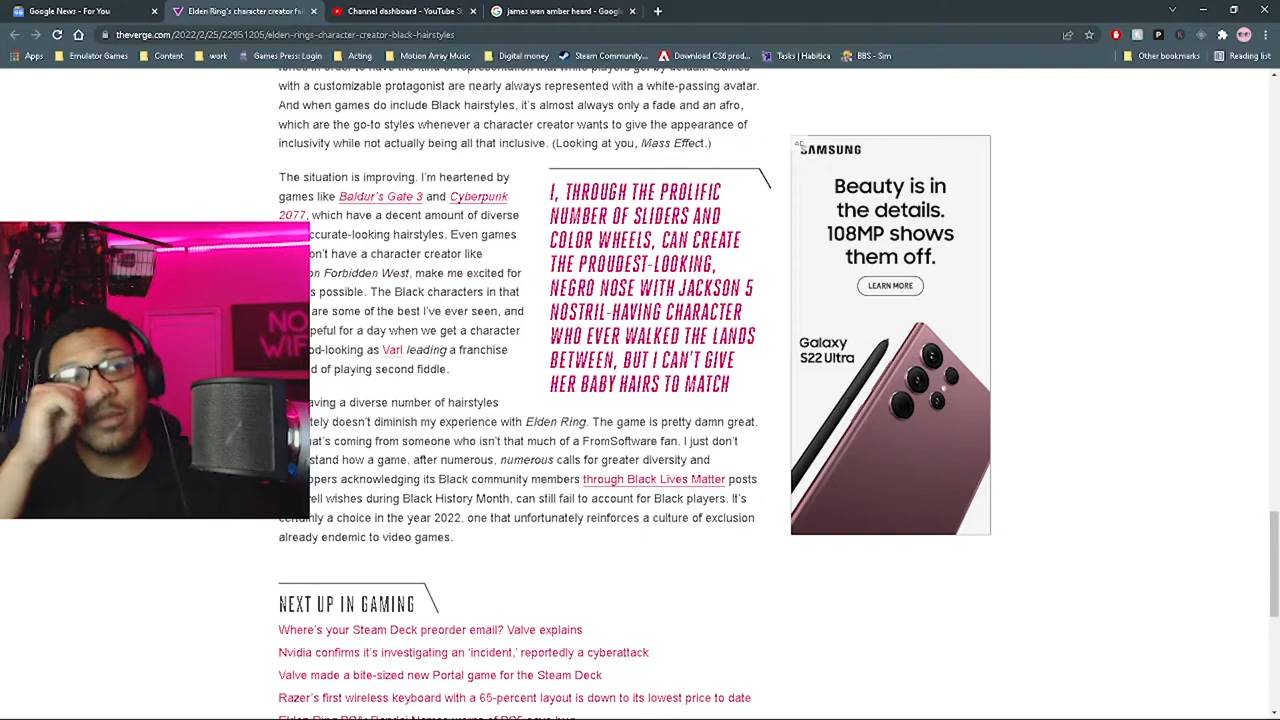 Google News - For You
Elden Ring's character creator fai
Channel dashboard - YouTube S
james wan amber heard - Googl
theverge.com/2022/2/25/22951205/elden-rings-character-creator-black-hairstyles
Apps
Emulator Games
work
Games Press: Login
Acting
Motion Array Music
Digital money
Steam Community...
Download CS6 prod...
Tasks | Habitica
BBS - Sim
Other bookmarks
Reading list
with a customizable protagonist are nearly always represented with a white-passing avatar.
And when games do include Black hairstyles, it's almost always only a fade and an afro,
which are the go-to styles whenever a character creator wants to give the appearance of
inclusivity while not actually being all that inclusive. (Looking at you, Mass Effect.)
The situation is improving. I'm heartened by
games like Baldur's Gate 3 and Cyberpunk
2077, which have a decent amount of diverse
ccurate-looking hairstyles. Even games
on't have a character creator like
on Forbidden West, make me excited for
s possible. The Black characters in that
are some of the best I've ever seen, and
peful for a day when we get a character
od-looking as Varl leading a franchise
d of playing second fiddle.
I, THROUGH THE PROLIFIC
NUMBER OF SLIDERS AND
COLOR WHEELS, CAN CREATE
THE PROUDEST-LOOKING,
NEGRO NOSE WITH JACKSON 5
NOSTRIL-HAVING CHARACTER
WHO EVER WALKED THE LANDS
BETWEEN, BUT I CAN'T GIVE
HER BABY HAIRS TO MATCH
aving a diverse number of hairstyles
tely doesn't diminish my experience with Elden Ring. The game is pretty damn great.
hat's coming from someone who isn't that much of a FromSoftware fan. I just don't
stand how a game, after numerous, numerous calls for greater diversity and
opers acknowledging its Black community members through Black Lives Matter posts
ell wishes during Black History Month, can still fail to account for Black players. It's
certainly a choice in the year 2022, one that unfortunately reinforces a culture of exclusion
already endemic to video games.
SAMSUNG
Beauty is in
the details.
108MP shows
them off.
LEARN MORE
Galaxy
S22 Ultra
NO
WIF
NEXT UP IN GAMING
Where's your Steam Deck preorder email? Valve explains
Nvidia confirms it's investigating an 'incident,' reportedly a cyberattack
Valve made a bite-sized new Portal game for the Steam Deck
Razer's first wireless keyboard with a 65-percent layout is down to its lowest price to date